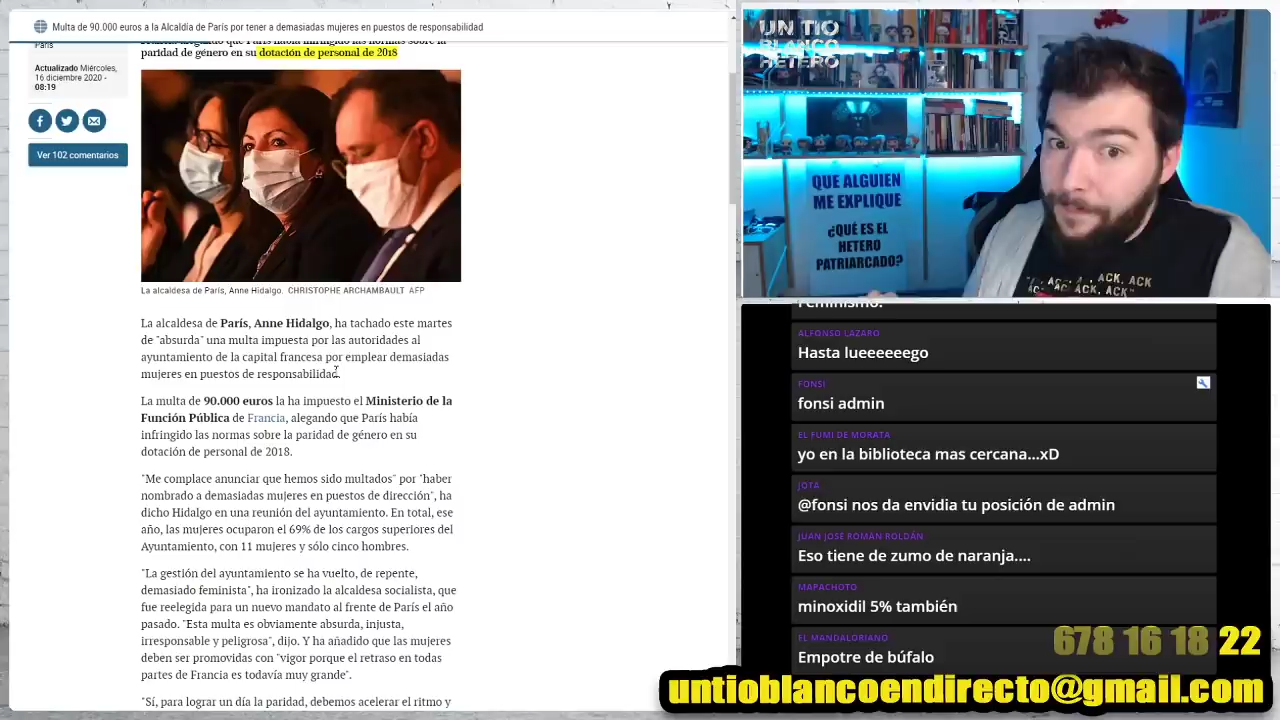 Multa de 90.000 euros a la Alcaldía de París por tener a demasiadas mujeres en puestos de responsabilidad
París
Actualizado Miércoles,
16 diciembre 2020 -
08:19
Ver 102 comentarios
paridad de género en su dotación de personal de 2018
La alcaldesa de París, Anne Hidalgo. CHRISTOPHE ARCHAMBAULT AFP
La alcaldesa de París, Anne Hidalgo, ha tachado este martes
de "absurda" una multa impuesta por las autoridades al
ayuntamiento de la capital francesa por emplear demasiadas
mujeres en puestos de responsabilidad.
La multa de 90.000 euros la ha impuesto el Ministerio de la
Función Pública de Francia, alegando que París había
infringido las normas sobre la paridad de género en su
dotación de personal de 2018.
"Me complace anunciar que hemos sido multados" por "haber
nombrado a demasiadas mujeres en puestos de dirección", ha
dicho Hidalgo en una reunión del ayuntamiento. En total, ese
año, las mujeres ocuparon el 69% de los cargos superiores del
Ayuntamiento, con 11 mujeres y sólo cinco hombres.
"La gestión del ayuntamiento se ha vuelto, de repente,
demasiado feminista", ha ironizado la alcaldesa socialista, que
fue reelegida para un nuevo mandato al frente de París el año
pasado. "Esta multa es obviamente absurda, injusta,
irresponsable y peligrosa", dijo. Y ha añadido que las mujeres
deben ser promovidas con "vigor porque el retraso en todas
partes de Francia es todavía muy grande".
"Sí, para lograr un día la paridad, debemos acelerar el ritmo y
UN TIO
BLANCO
HETERO
QUE ALGUIEN
ME EXPLIQUE
¿QUÉ ES EL
HETERO
PATRIARCADO?
ACK, ACK
ACK, ACK"
feminismo.
ALFONSO LAZARO
Hasta lueeeeeego
FONSI
fonsi admin
EL FUMI DE MORATA
yo en la biblioteca mas cercana...xD
JOTA
@fonsi nos da envidia tu posición de admin
JUAN JOSÉ ROMÁN ROLDÁN
Eso tiene de zumo de naranja....
MAPACHOTO
minoxidil 5% también
EL MANDALORIANO
Empotre de búfalo
678 16 18 22
untioblancoendirecto@gmail.com